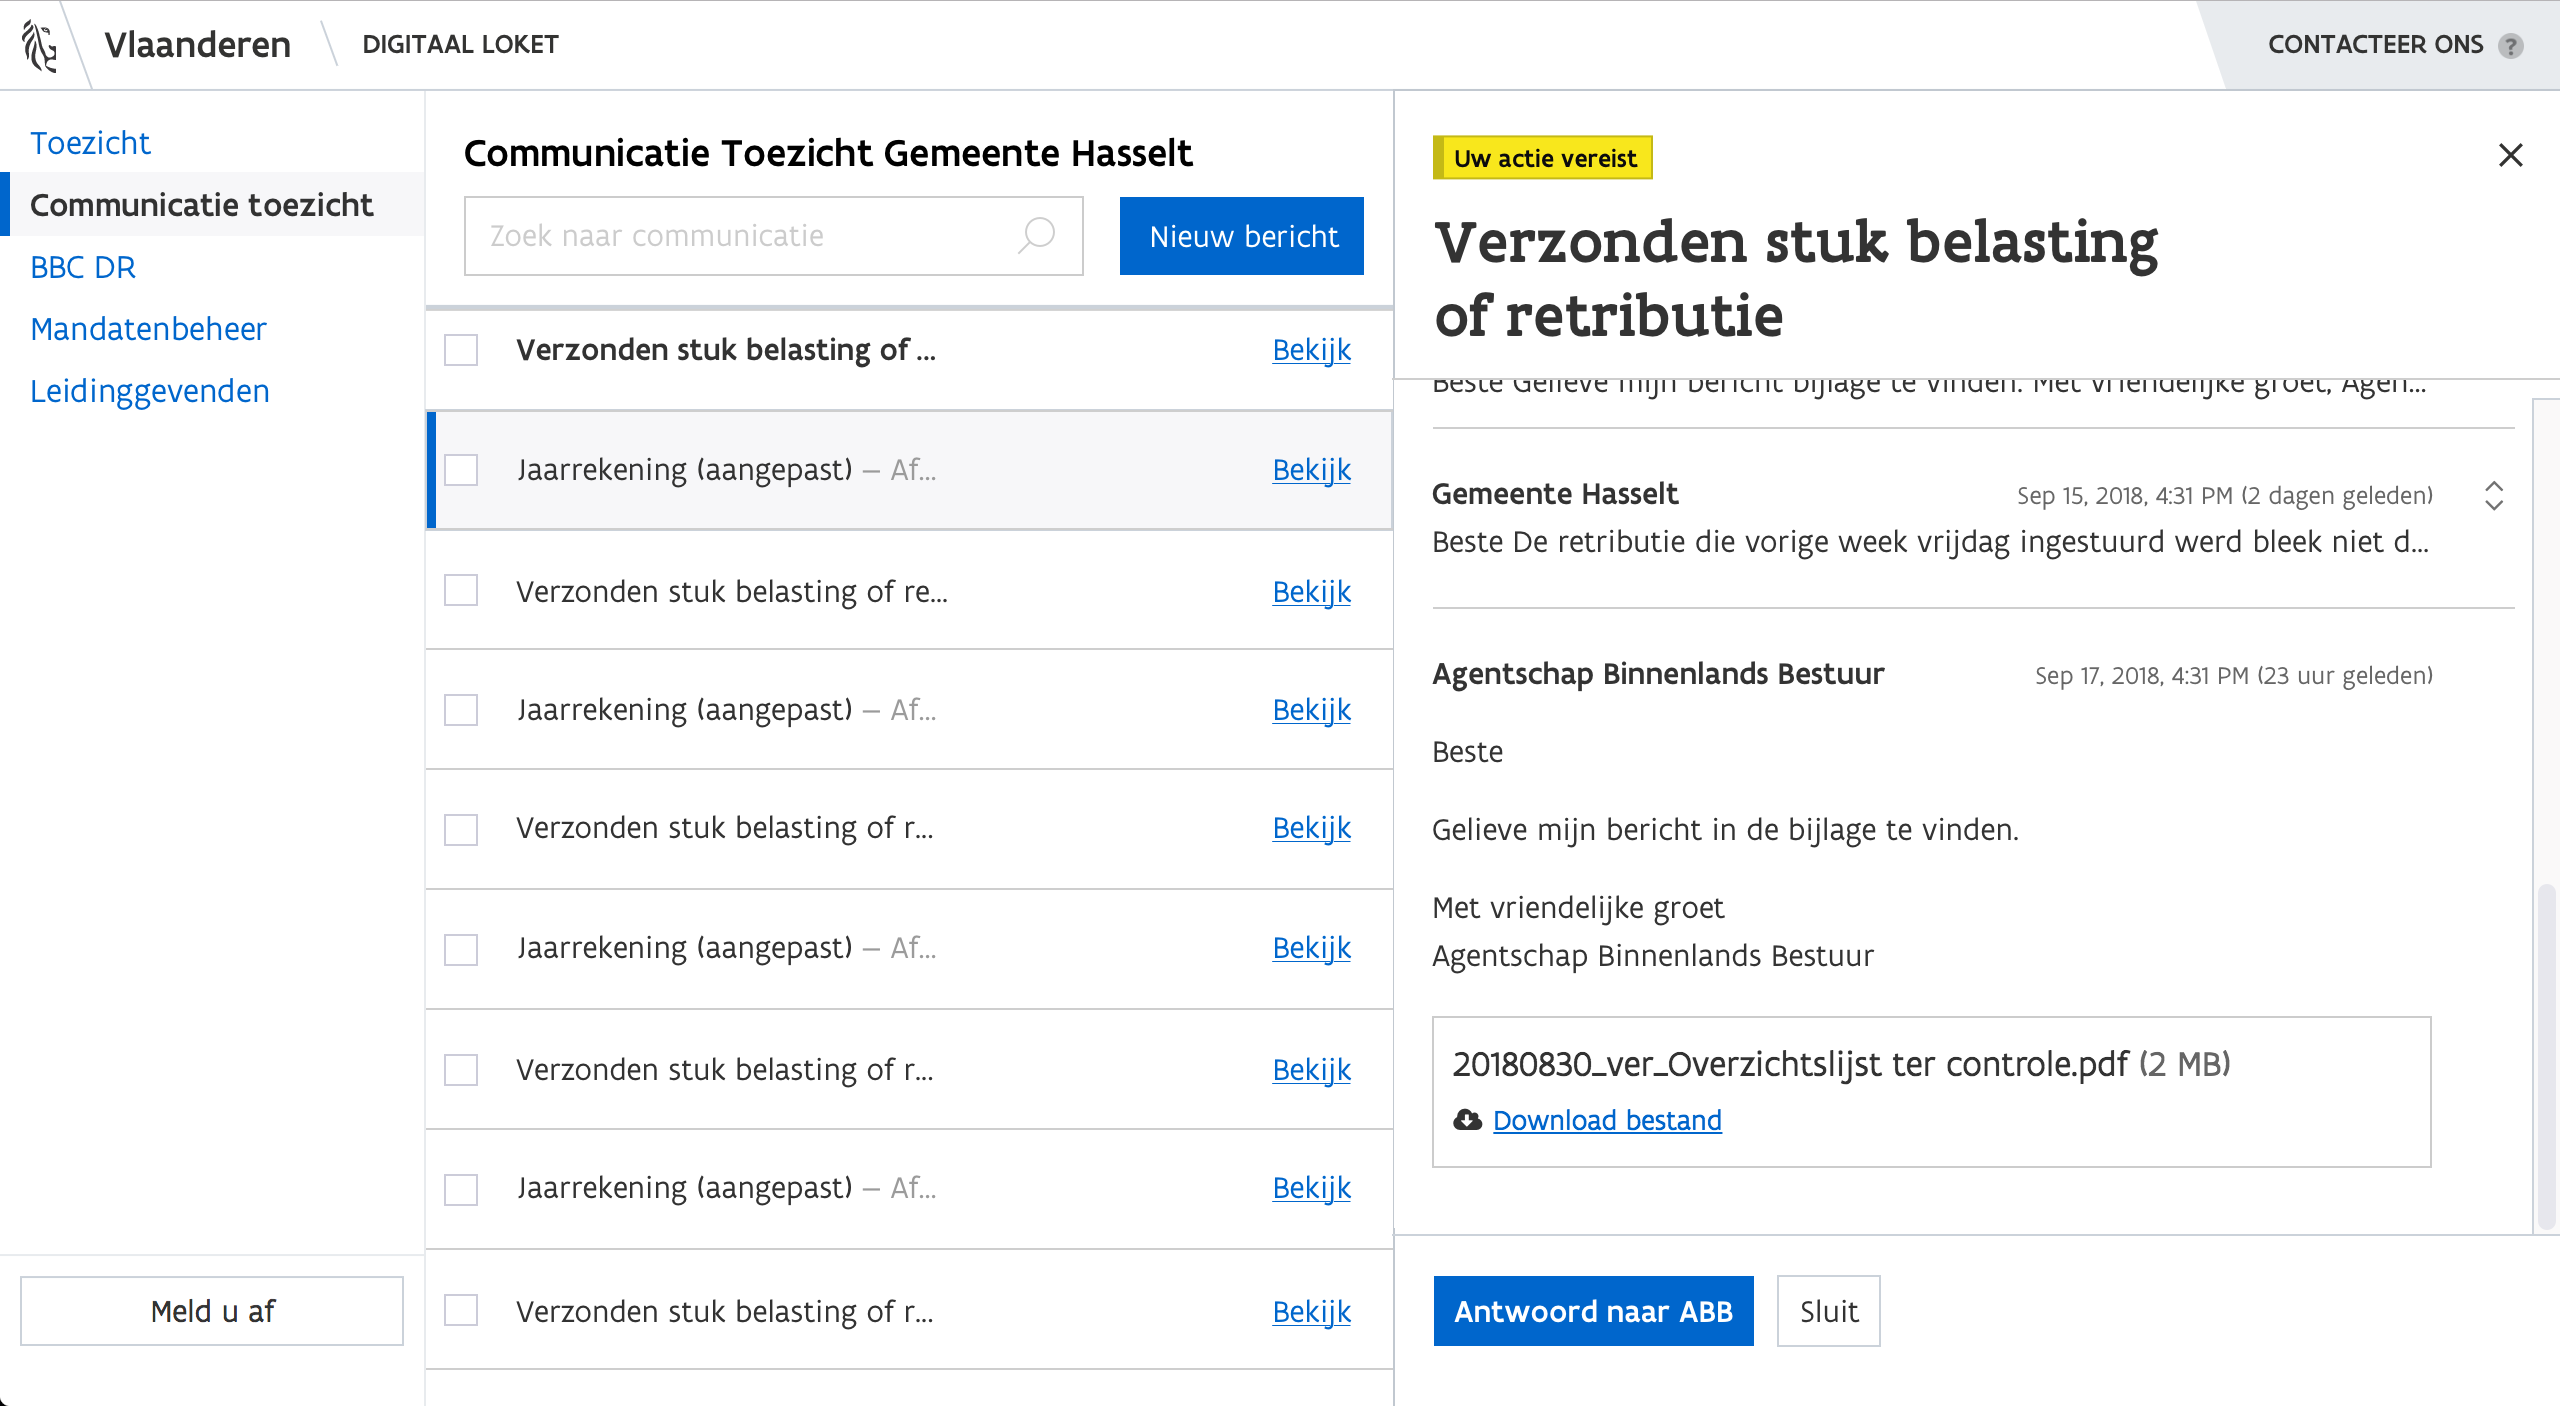 Vlaanderen
DIGITAAL LOKET
CONTACTEER ONS ?
Toezicht
Communicatie toezicht
BBC DR
Mandatenbeheer
Leidinggevenden
Meld u af
Communicatie Toezicht Gemeente Hasselt
Zoek naar communicatie
Nieuw bericht
Verzonden stuk belasting of ... Bekijk
Jaarrekening (aangepast) – Af... Bekijk
Verzonden stuk belasting of re... Bekijk
Jaarrekening (aangepast) – Af... Bekijk
Verzonden stuk belasting of r... Bekijk
Jaarrekening (aangepast) – Af... Bekijk
Verzonden stuk belasting of r... Bekijk
Jaarrekening (aangepast) – Af... Bekijk
Verzonden stuk belasting of r... Bekijk
Uw actie vereist
Verzonden stuk belasting
of retributie
Beste Gelieve mijn bericht bijlage te vinden. Met vriendelijke groet, Agen...
Gemeente Hasselt Sep 15, 2018, 4:31 PM (2 dagen geleden)
Beste De retributie die vorige week vrijdag ingestuurd werd bleek niet d...
Agentschap Binnenlands Bestuur Sep 17, 2018, 4:31 PM (23 uur geleden)
Beste
Gelieve mijn bericht in de bijlage te vinden.
Met vriendelijke groet
Agentschap Binnenlands Bestuur
20180830_ver_Overzichtslijst ter controle.pdf (2 MB)
Download bestand
Antwoord naar ABB
Sluit